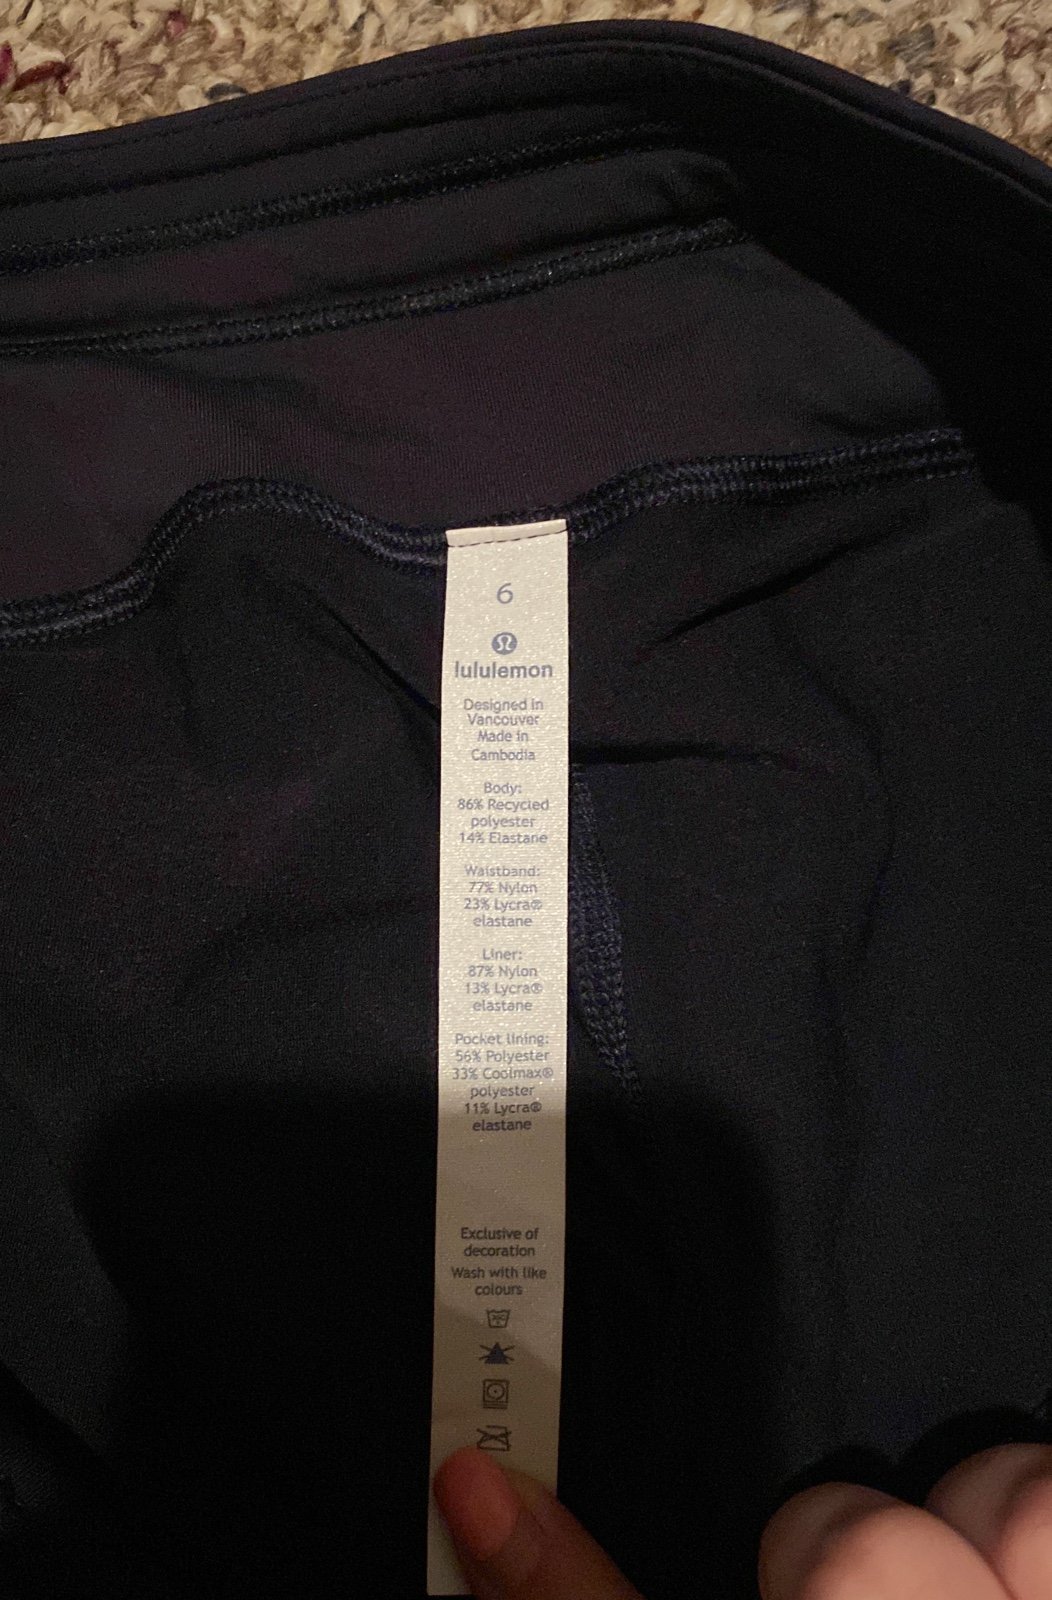 6
lululemon
Designed in
Vancouver
Made in
Cambodia
Body:
86% Recycled
polyester
14% Elastane
Waistband:
77% Nylon
23% Lycra®
elastane
Liner:
87% Nylon
13% Lycra®
elastane
Pocket lining:
56% Polyester
33% Coolmax®
polyester
11% Lycra®
elastane
Exclusive of
decoration
Wash with like
colours